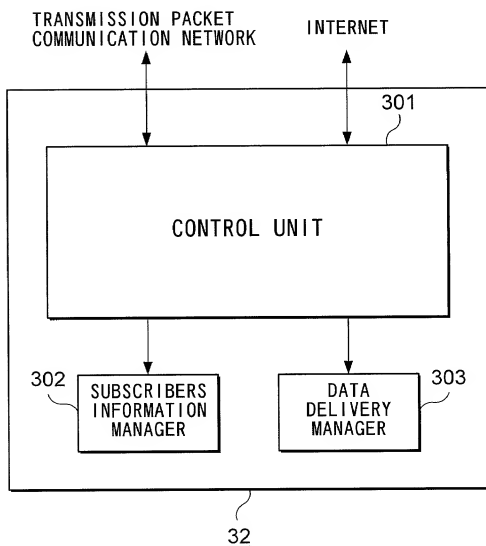 TRANSMISSION PACKET
COMMUNICATION NETWORK
INTERNET
301
CONTROL UNIT
302
SUBSCRIBERS
INFORMATION
MANAGER
DATA
DELIVERY
MANAGER
303
32